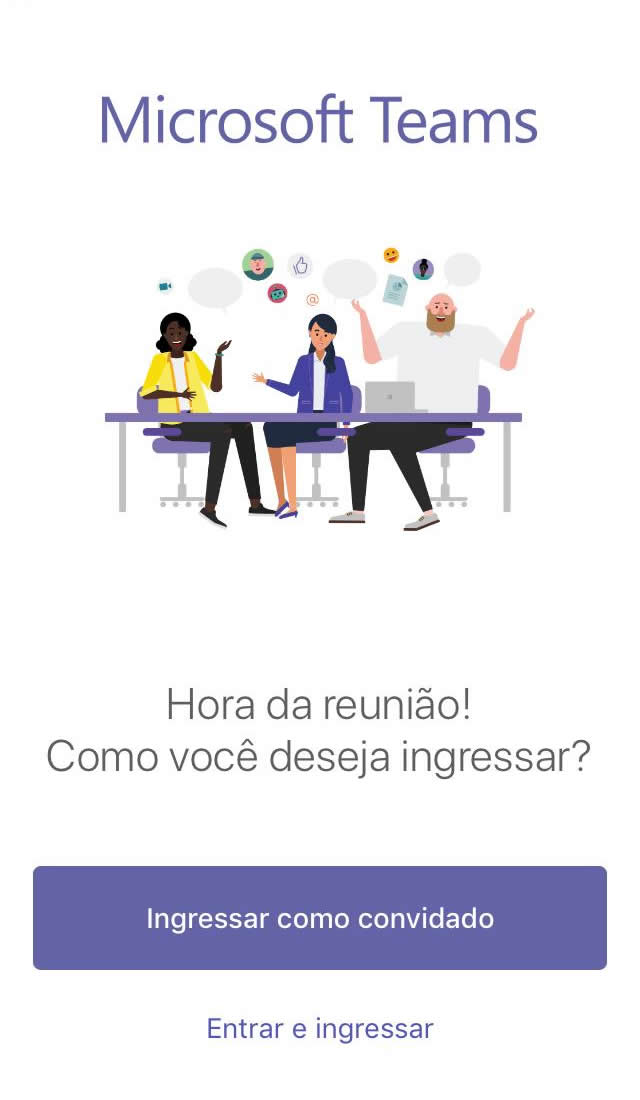 Microsoft Teams
@
Hora da reunião!
Como você deseja ingressar?
Ingressar como convidado
Entrar e ingressar